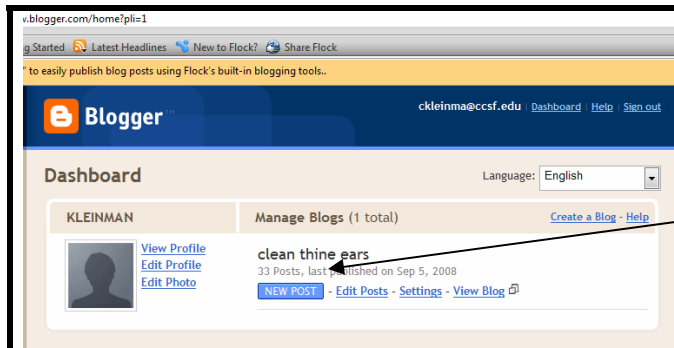 v.blogger.com/home?pli=1
g Started Latest Headlines New to Flock? Share Flock
" to easily publish blog posts using Flock's built-in blogging tools..
Blogger™
ckleinma@ccsf.edu | Dashboard | Help | Sign out
Dashboard
Language: English
KLEINMAN
Manage Blogs (1 total)
Create a Blog - Help
View Profile
Edit Profile
Edit Photo
clean thine ears
33 Posts, last published on Sep 5, 2008
NEW POST - Edit Posts - Settings - View Blog